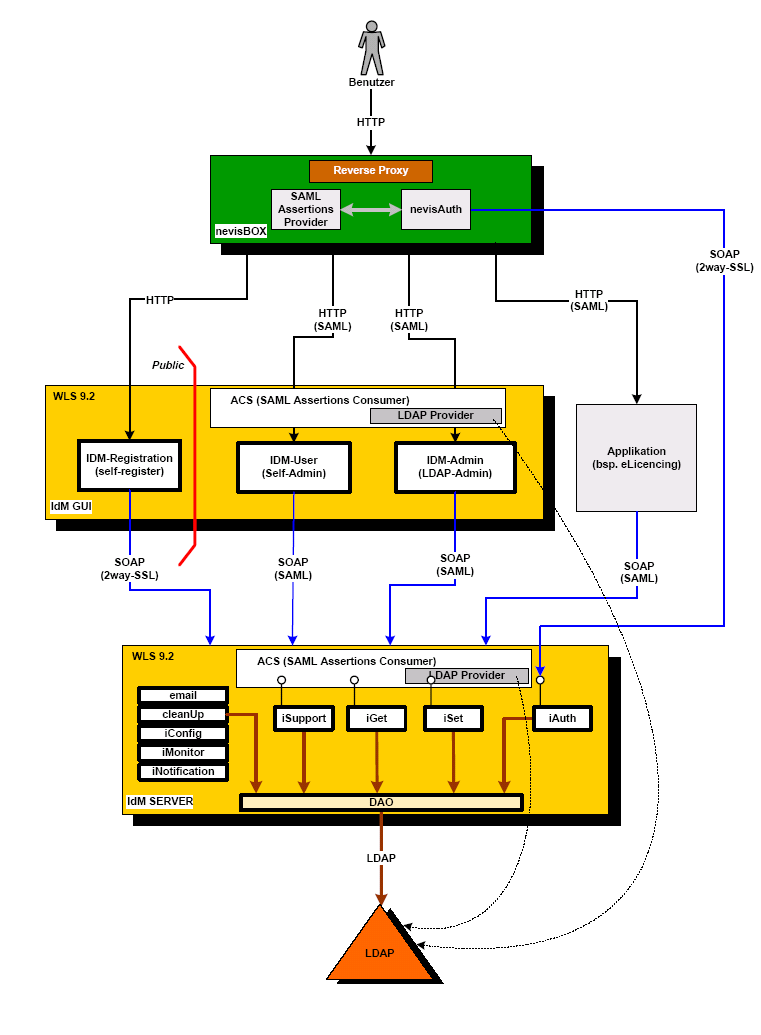 Benutzer
HTTP
Reverse Proxy
SAML
Assertions
Provider
nevisAuth
nevisBOX
SOAP
(2way-SSL)
HTTP
HTTP
(SAML)
HTTP
(SAML)
HTTP
(SAML)
Public
WLS 9.2
ACS (SAML Assertions Consumer)
LDAP Provider
IDM-Registration
(self-register)
IDM-User
(Self-Admin)
IDM-Admin
(LDAP-Admin)
Applikation
(bsp. eLicencing)
IdM GUI
SOAP
(2way-SSL)
SOAP
(SAML)
SOAP
(SAML)
SOAP
(SAML)
WLS 9.2
ACS (SAML Assertions Consumer)
LDAP Provider
email
cleanUp
iConfig
iMonitor
iNotification
iSupport
iGet
iSet
iAuth
IdM SERVER
DAO
LDAP
LDAP